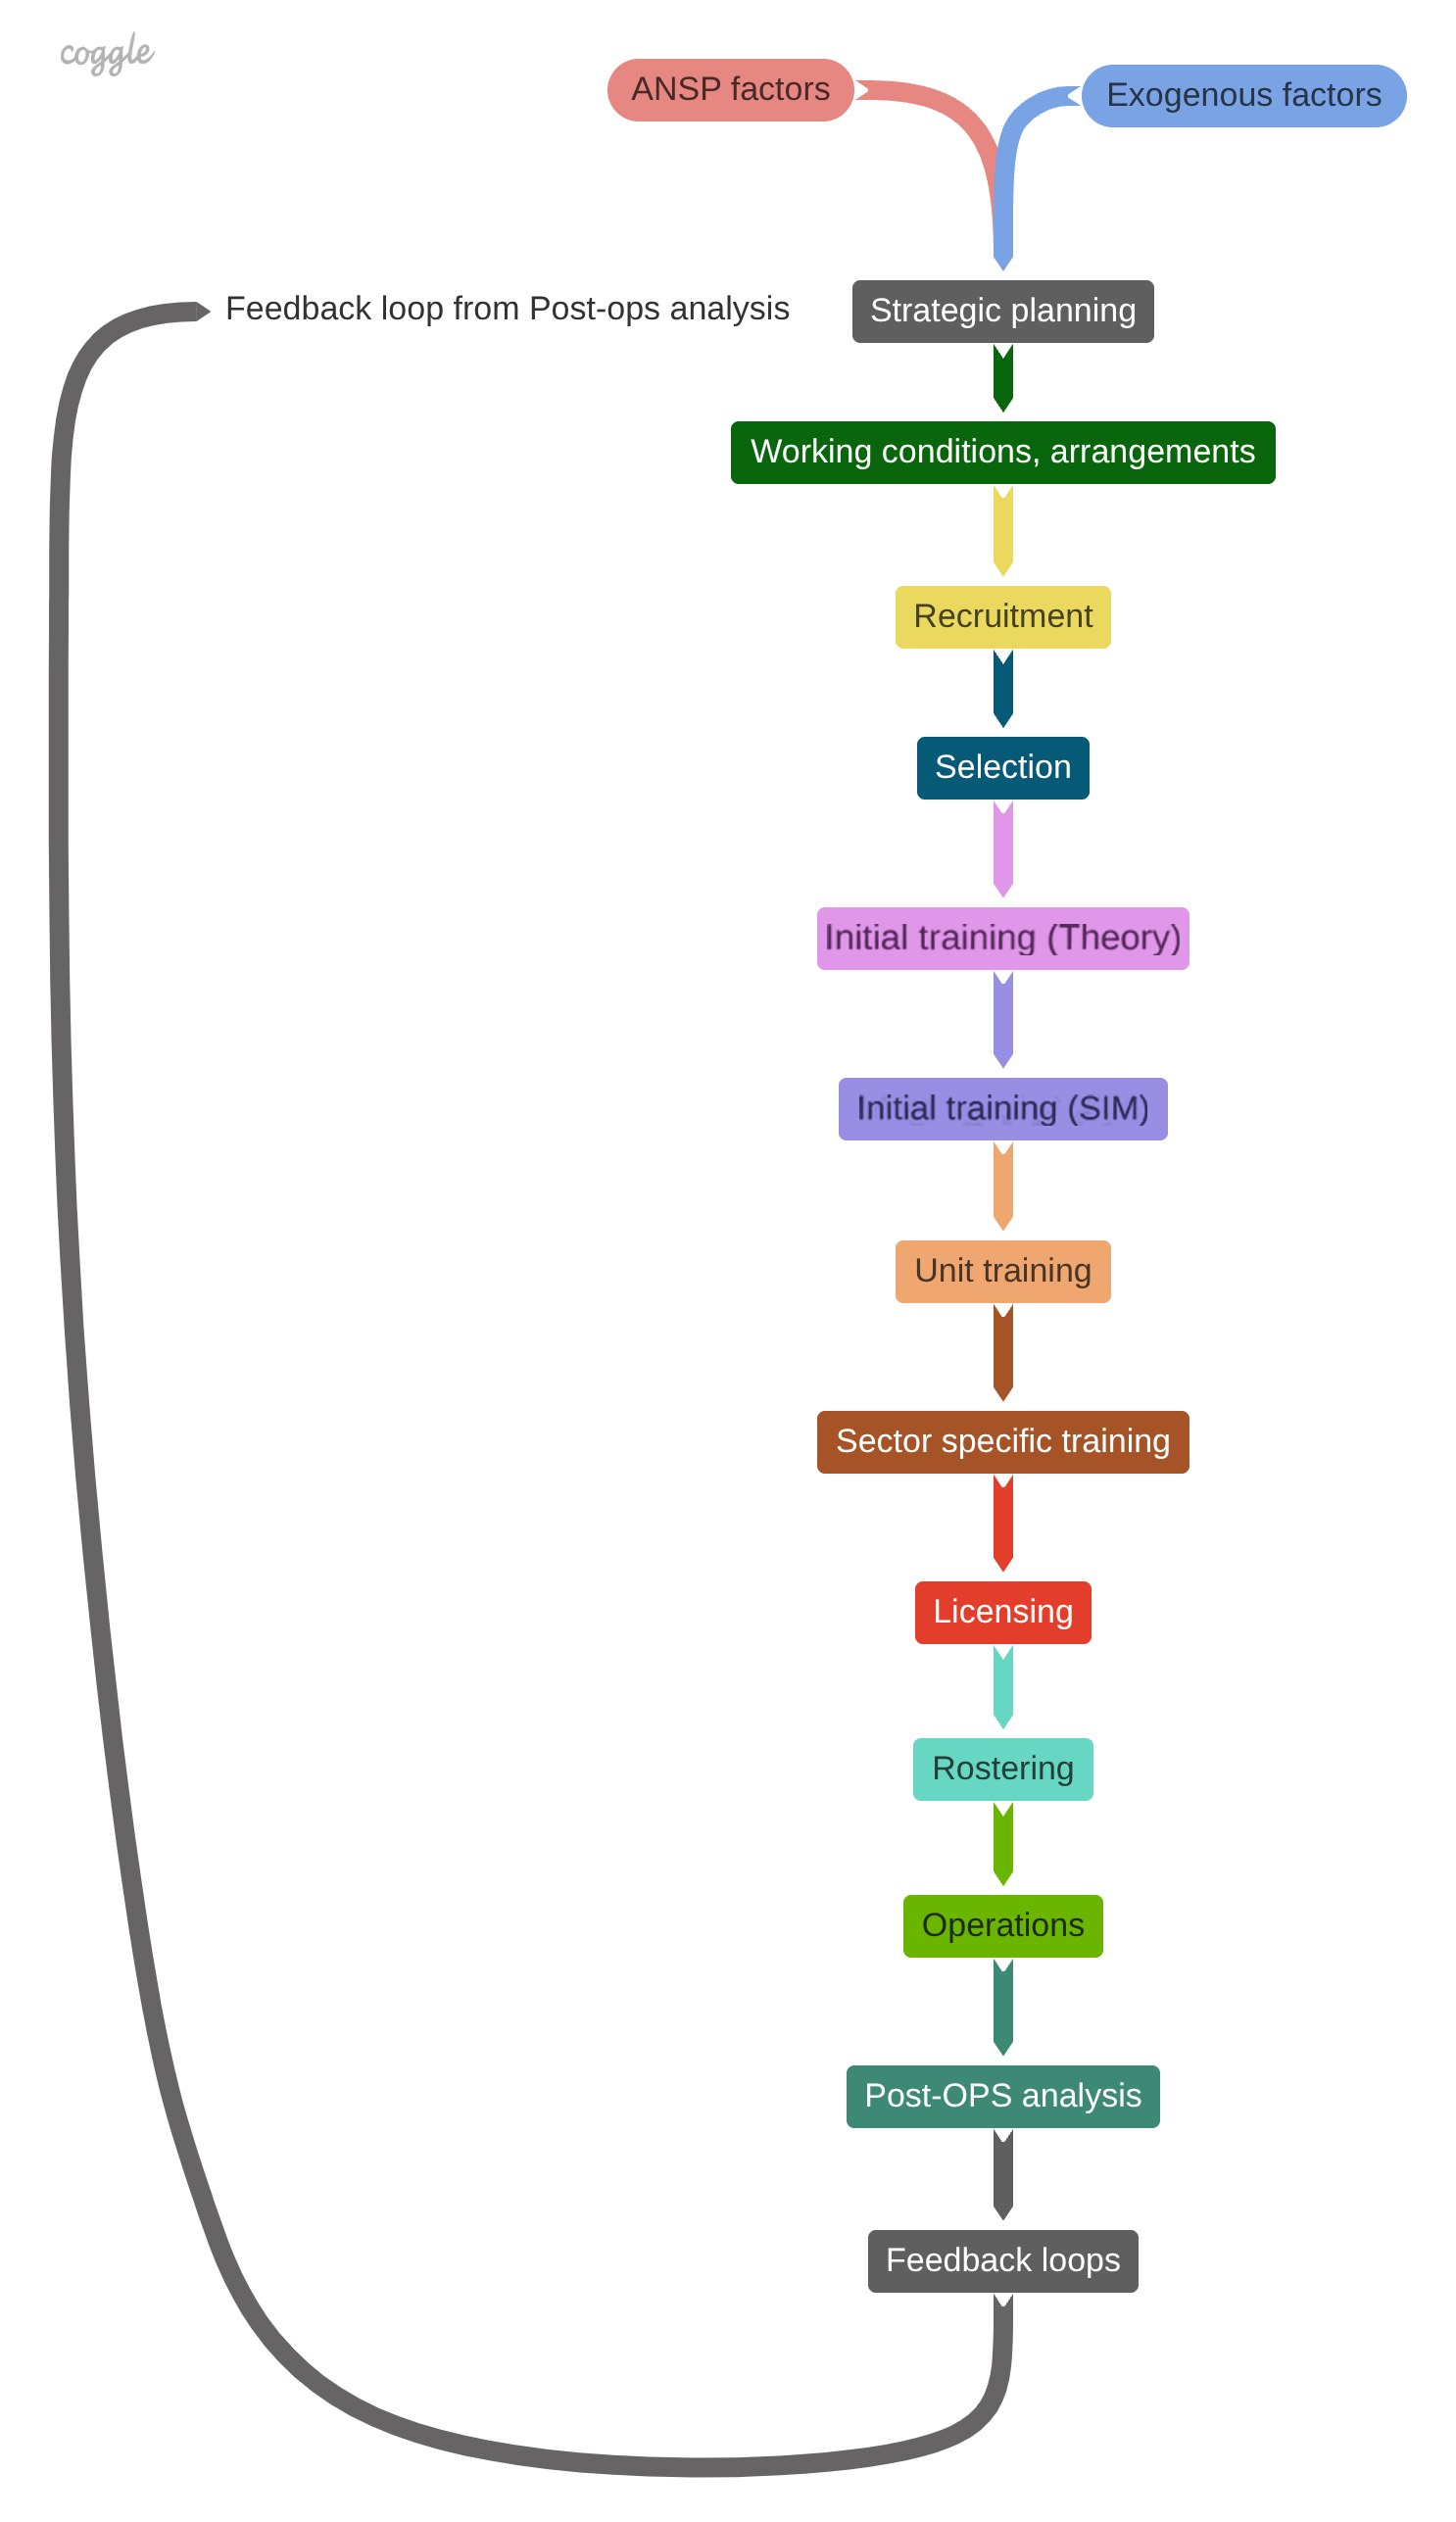 coggle
ANSP factors
Exogenous factors
Feedback loop from Post-ops analysis
Strategic planning
Working conditions, arrangements
Recruitment
Selection
Initial training (Theory)
Initial training (SIM)
Unit training
Sector specific training
Licensing
Rostering
Operations
Post-OPS analysis
Feedback loops